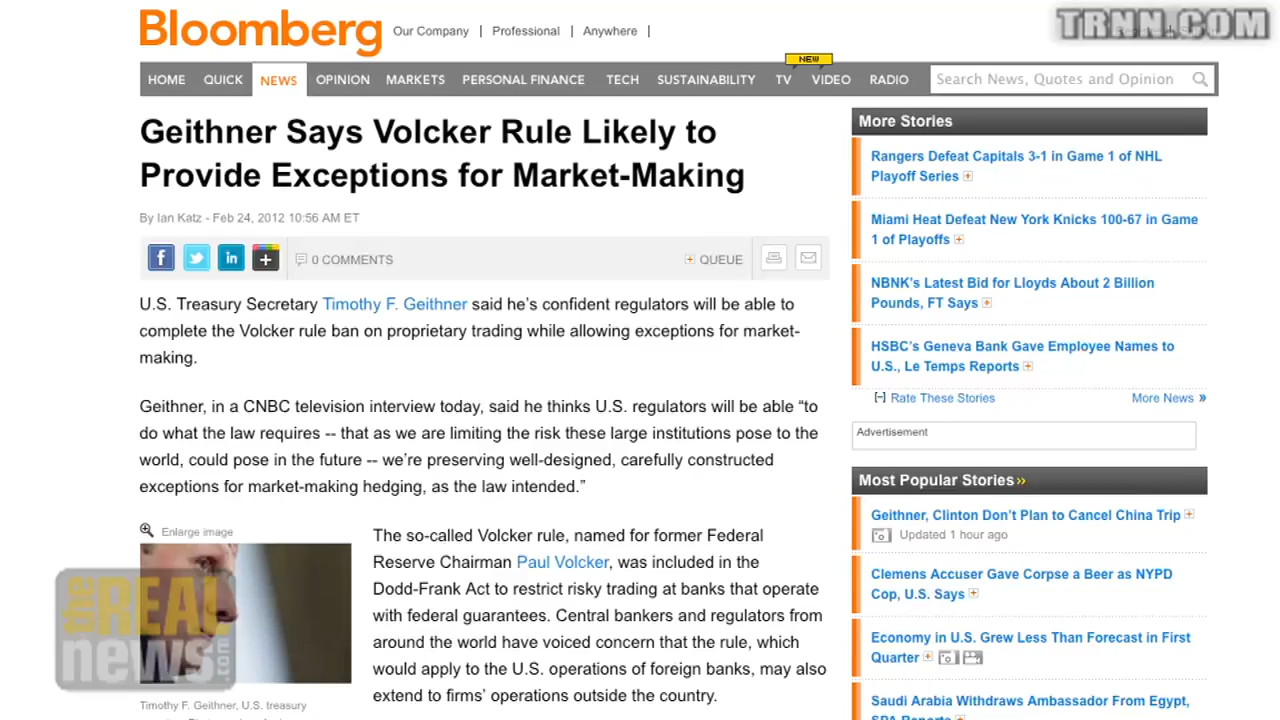 Bloomberg
Our Company | Professional | Anywhere |
TRNN.COM
HOME QUICK NEWS OPINION MARKETS PERSONAL FINANCE TECH SUSTAINABILITY TV VIDEO RADIO
NEW
Search News, Quotes and Opinion
Geithner Says Volcker Rule Likely to
Provide Exceptions for Market-Making
By Ian Katz - Feb 24, 2012 10:56 AM ET
0 COMMENTS
QUEUE
U.S. Treasury Secretary Timothy F. Geithner said he's confident regulators will be able to
complete the Volcker rule ban on proprietary trading while allowing exceptions for market-
making.
Geithner, in a CNBC television interview today, said he thinks U.S. regulators will be able “to
do what the law requires -- that as we are limiting the risk these large institutions pose to the
world, could pose in the future -- we're preserving well-designed, carefully constructed
exceptions for market-making hedging, as the law intended.”
Enlarge image
The so-called Volcker rule, named for former Federal
Reserve Chairman Paul Volcker, was included in the
Dodd-Frank Act to restrict risky trading at banks that operate
with federal guarantees. Central bankers and regulators from
around the world have voiced concern that the rule, which
would apply to the U.S. operations of foreign banks, may also
extend to firms' operations outside the country.
the REAL
news.com
Timothy F. Geithner, U.S. treasury
More Stories
Rangers Defeat Capitals 3-1 in Game 1 of NHL
Playoff Series
Miami Heat Defeat New York Knicks 100-67 in Game
1 of Playoffs
NBNK's Latest Bid for Lloyds About 2 Billion
Pounds, FT Says
HSBC's Geneva Bank Gave Employee Names to
U.S., Le Temps Reports
[-] Rate These Stories
More News »
Advertisement
Most Popular Stories»
Geithner, Clinton Don't Plan to Cancel China Trip
Updated 1 hour ago
Clemens Accuser Gave Corpse a Beer as NYPD
Cop, U.S. Says
Economy in U.S. Grew Less Than Forecast in First
Quarter
Saudi Arabia Withdraws Ambassador From Egypt,
SPA Reports